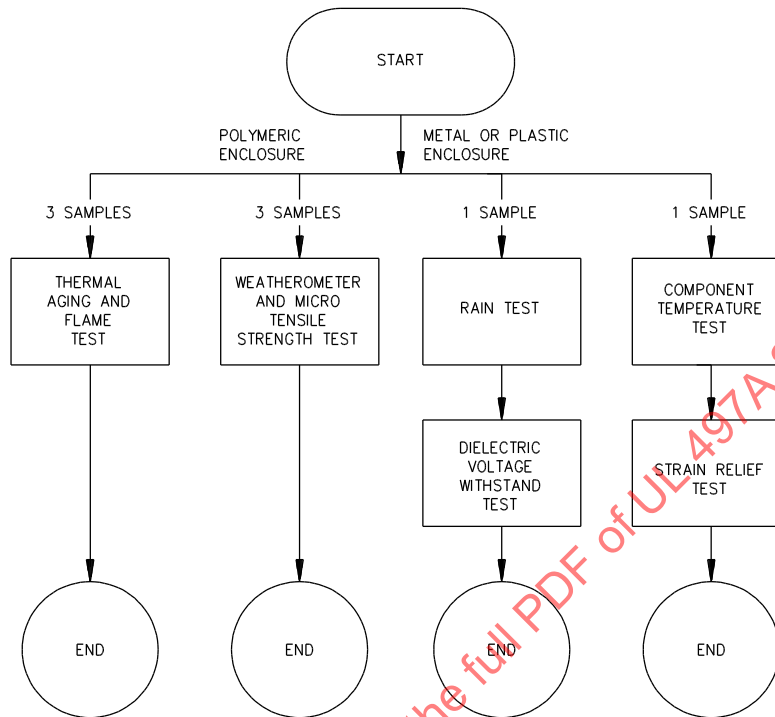 START
POLYMERIC
ENCLOSURE
METAL OR PLASTIC
ENCLOSURE
3 SAMPLES
3 SAMPLES
1 SAMPLE
1 SAMPLE
THERMAL
AGING AND
FLAME
TEST
WEATHEROMETER
AND MICRO
TENSILE
STRENGTH TEST
RAIN TEST
COMPONENT
TEMPERATURE
TEST
DIELECTRIC
VOLTAGE
WITHSTAND
TEST
STRAIN RELIEF
TEST
END
END
END
END
the full PDF of UL 497A